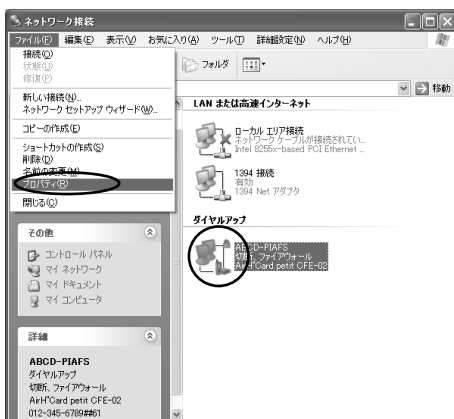 ネットワーク接続
ファイル(F) 編集(E) 表示(V) お気に入り(A) ツール(T) 詳細設定(N) ヘルプ(H)
接続(O)
状態(U)
修復(P)
新しい接続(N)...
ネットワーク セットアップ ウィザード(W)...
コピーの作成(E)
ショートカットの作成(S)
削除(D)
名前の変更(M)
プロパティ(R)
閉じる(C)
フォルダ
移動
LAN または高速インターネット
ローカル エリア接続
ネットワーク ケーブルが接続されてい...
Intel 8255x-based PCI Ethernet ...
1394 接続
有効
1394 Net アダプタ
ダイヤルアップ
ABCD-PIAFS
切断、ファイアウォール
AirH"Card petit CFE-02
その他
コントロール パネル
マイ ネットワーク
マイ ドキュメント
マイ コンピュータ
詳細
ABCD-PIAFS
ダイヤルアップ
切断、ファイアウォール
AirH"Card petit CFE-02
012-345-6789##61